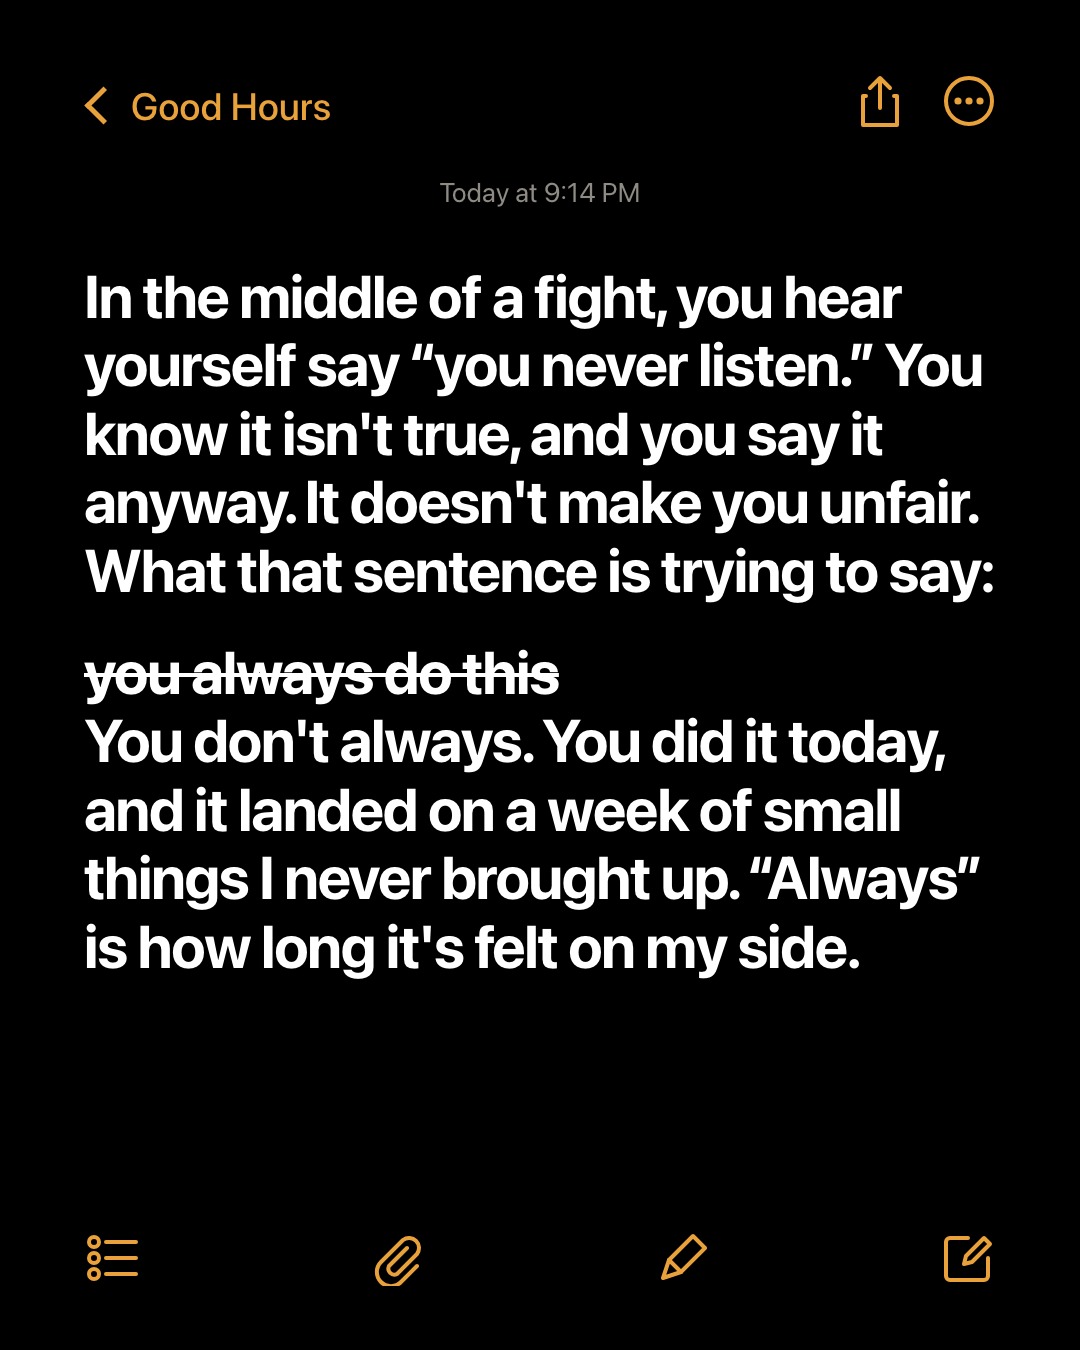 Good Hours
Today at 9:14 PM
In the middle of a fight, you hear
yourself say “you never listen.” You
know it isn't true, and you say it
anyway. It doesn't make you unfair.
What that sentence is trying to say:
you always do this
You don't always. You did it today,
and it landed on a week of small
things I never brought up. “Always”
is how long it's felt on my side.